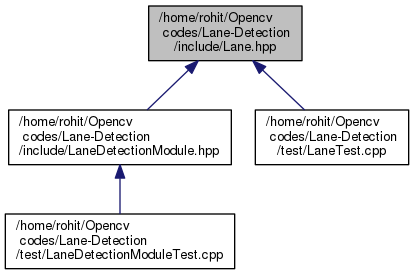 /home/rohit/Opencv
codes/Lane-Detection
/include/Lane.hpp
/home/rohit/Opencv
codes/Lane-Detection
/include/LaneDetectionModule.hpp
/home/rohit/Opencv
codes/Lane-Detection
/test/LaneTest.cpp
/home/rohit/Opencv
codes/Lane-Detection
/test/LaneDetectionModuleTest.cpp